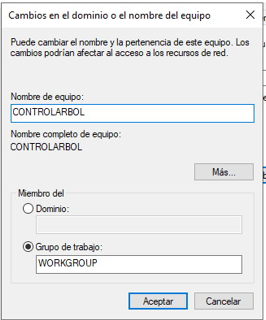 Cambios en el dominio o el nombre del equipo
Puede cambiar el nombre y la pertenencia de este equipo. Los
cambios podrían afectar al acceso a los recursos de red.
Nombre de equipo:
CONTROLARBOL
Nombre completo de equipo:
CONTROLARBOL
Más...
Miembro del
Dominio:
Grupo de trabajo:
WORKGROUP
Aceptar Cancelar